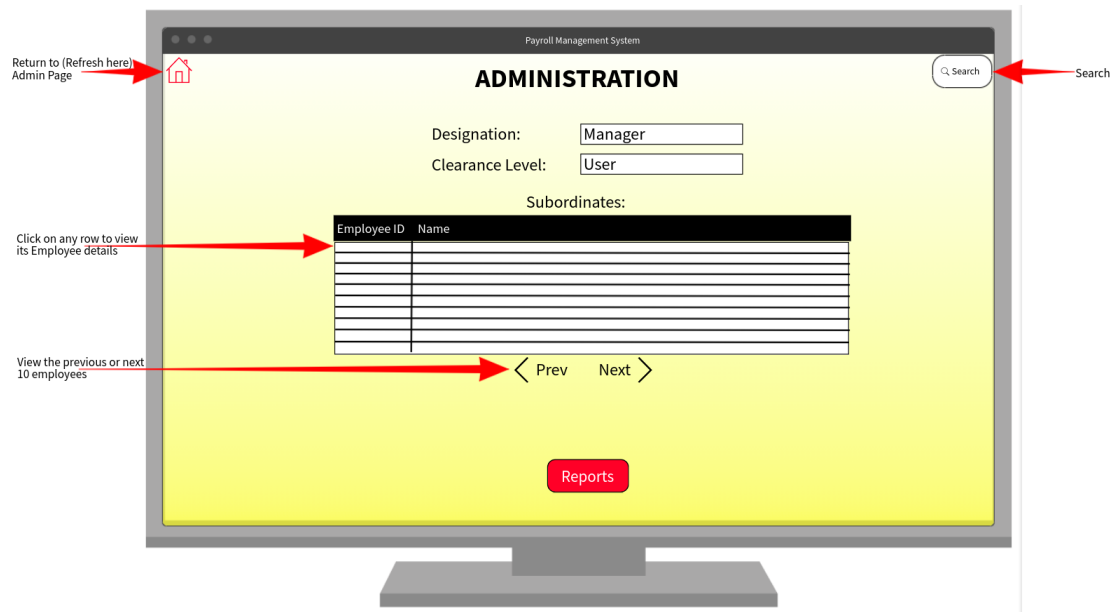 Payroll Management System
Return to (Refresh here)
Admin Page
ADMINISTRATION
Search
Search
Designation: Manager
Clearance Level: User
Subordinates:
Employee ID Name
Click on any row to view
its Employee details
View the previous or next
10 employees
Prev Next
Reports